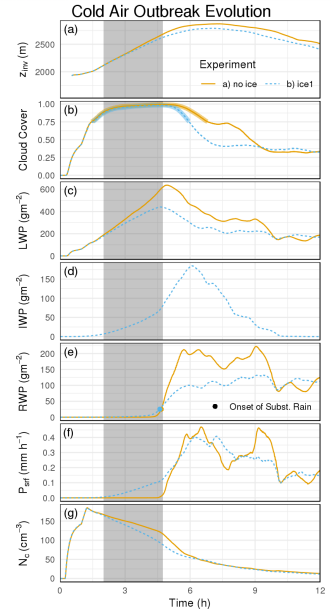 Cold Air Outbreak Evolution
(a)
z_inv (m)
2500
2000
Experiment
a) no ice
b) ice1
(b)
Cloud Cover
1.00
0.75
0.50
0.25
0.00
(c)
LWP (gm⁻²)
600
400
200
0
(d)
IWP (gm⁻²)
150
100
50
0
(e)
RWP (gm⁻²)
200
150
100
50
0
Onset of Subst. Rain
(f)
P_srf (mm h⁻¹)
0.4
0.3
0.2
0.1
0.0
(g)
N_c (cm⁻³)
150
100
50
0
0 3 6 9 12
Time (h)